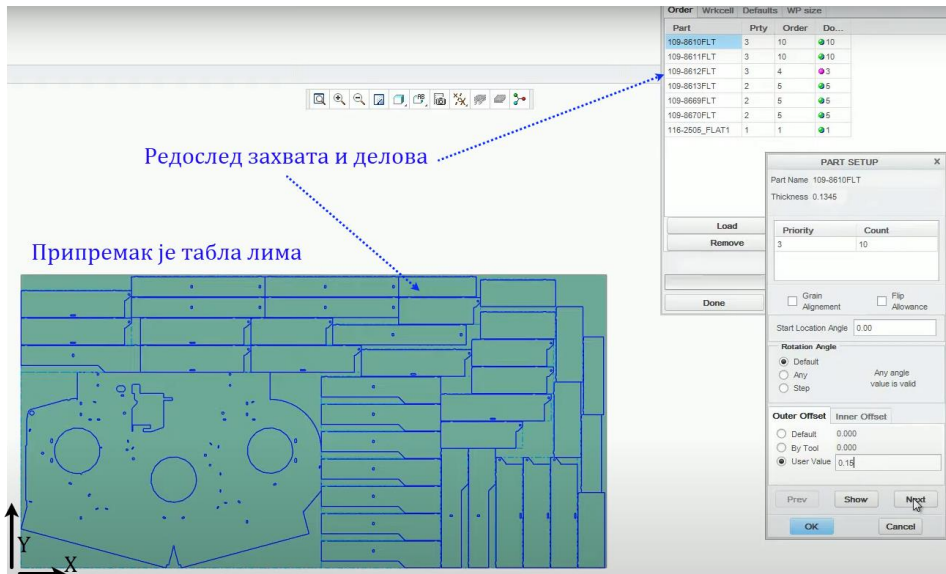 Order Wrkcell Defaults WP size
Part Prty Order Do...
109-8610FLT 3 10 10
109-8611FLT 3 10 10
109-8612FLT 3 4 3
109-8613FLT 2 5 5
109-8669FLT 2 5 5
109-8670FLT 2 5 5
116-2505_FLAT1 1 1 1
Редослед захвата и делова
Припремак је табла лима
Load
Remove
Done
PART SETUP X
Part Name 109-8610FLT
Thickness 0.1345
Priority Count
3 10
Grain Alignement
Flip Allowance
Start Location Angle 0.00
Rotation Angle
Default
Any
Step
Any angle
value is valid
Outer Offset Inner Offset
Default 0.000
By Tool 0.000
User Value 0.15
Prev Show Next
OK Cancel
Y
X